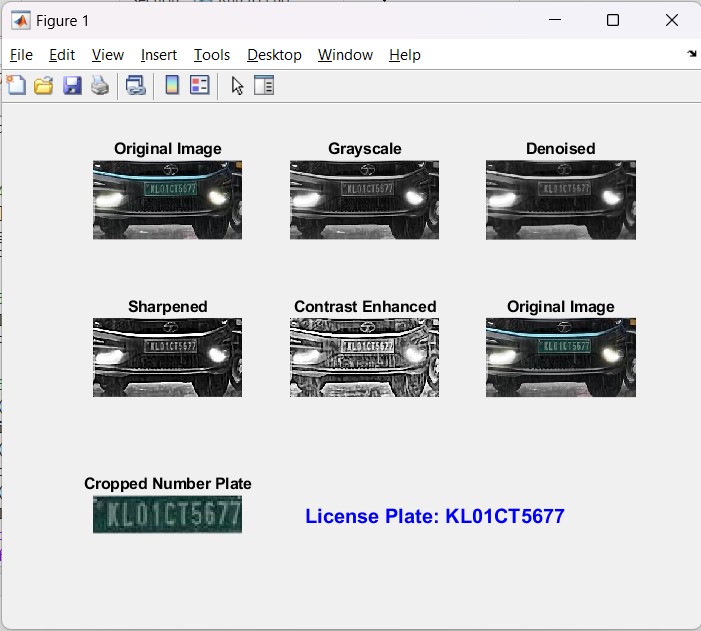 Figure 1
File Edit View Insert Tools Desktop Window Help
Original Image Grayscale Denoised
KL01CT5677 KL01CT5677 KL01CT5677
Sharpened Contrast Enhanced Original Image
KL01CT5677 KL01CT5677 KL01CT5677
Cropped Number Plate
KL01CT5677
License Plate: KL01CT5677